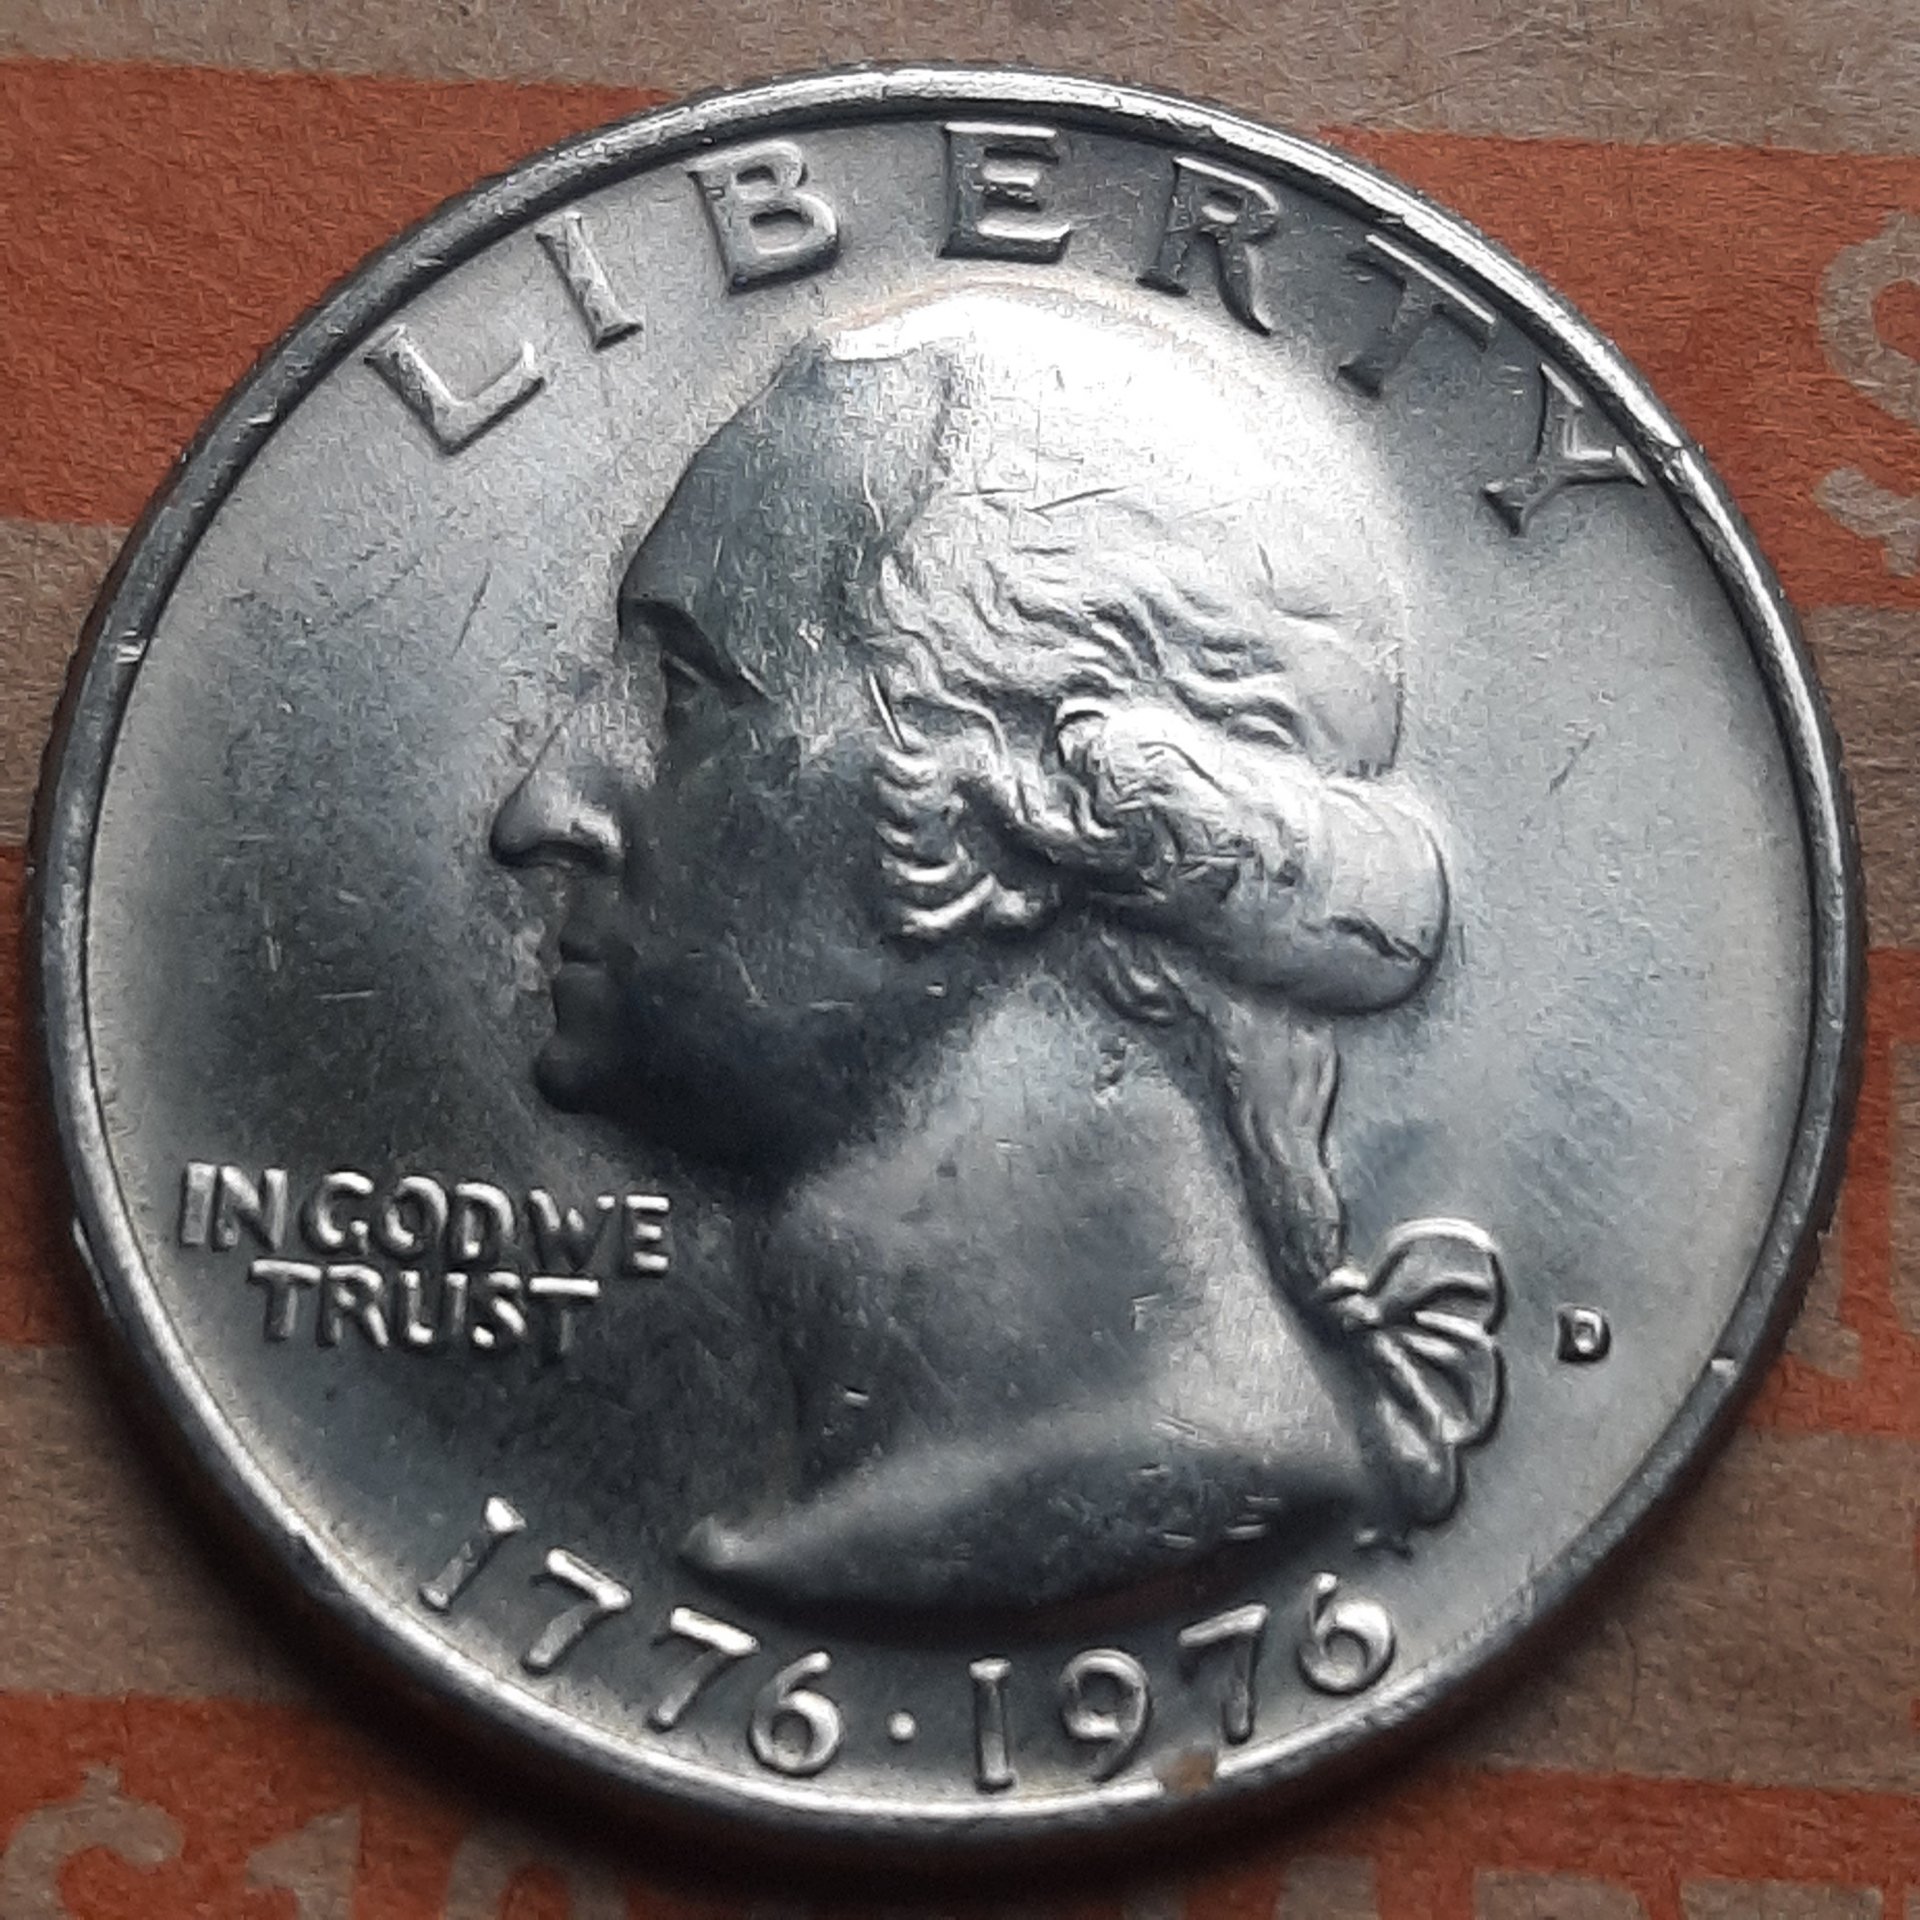 LIBERTY
IN GOD WE
TRUST
D
1776·1976